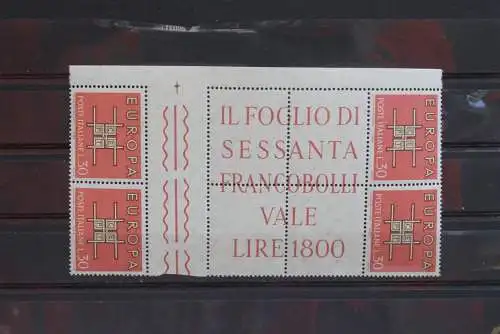 EUROPA
POSTE ITALIANE L.30
EUROPA
POSTE ITALIANE L.30
IL FOGLIO DI
SESSANTA
FRANCOBOLLI
VALE
LIRE 1800
EUROPA
POSTE ITALIANE L.30
EUROPA
POSTE ITALIANE L.30